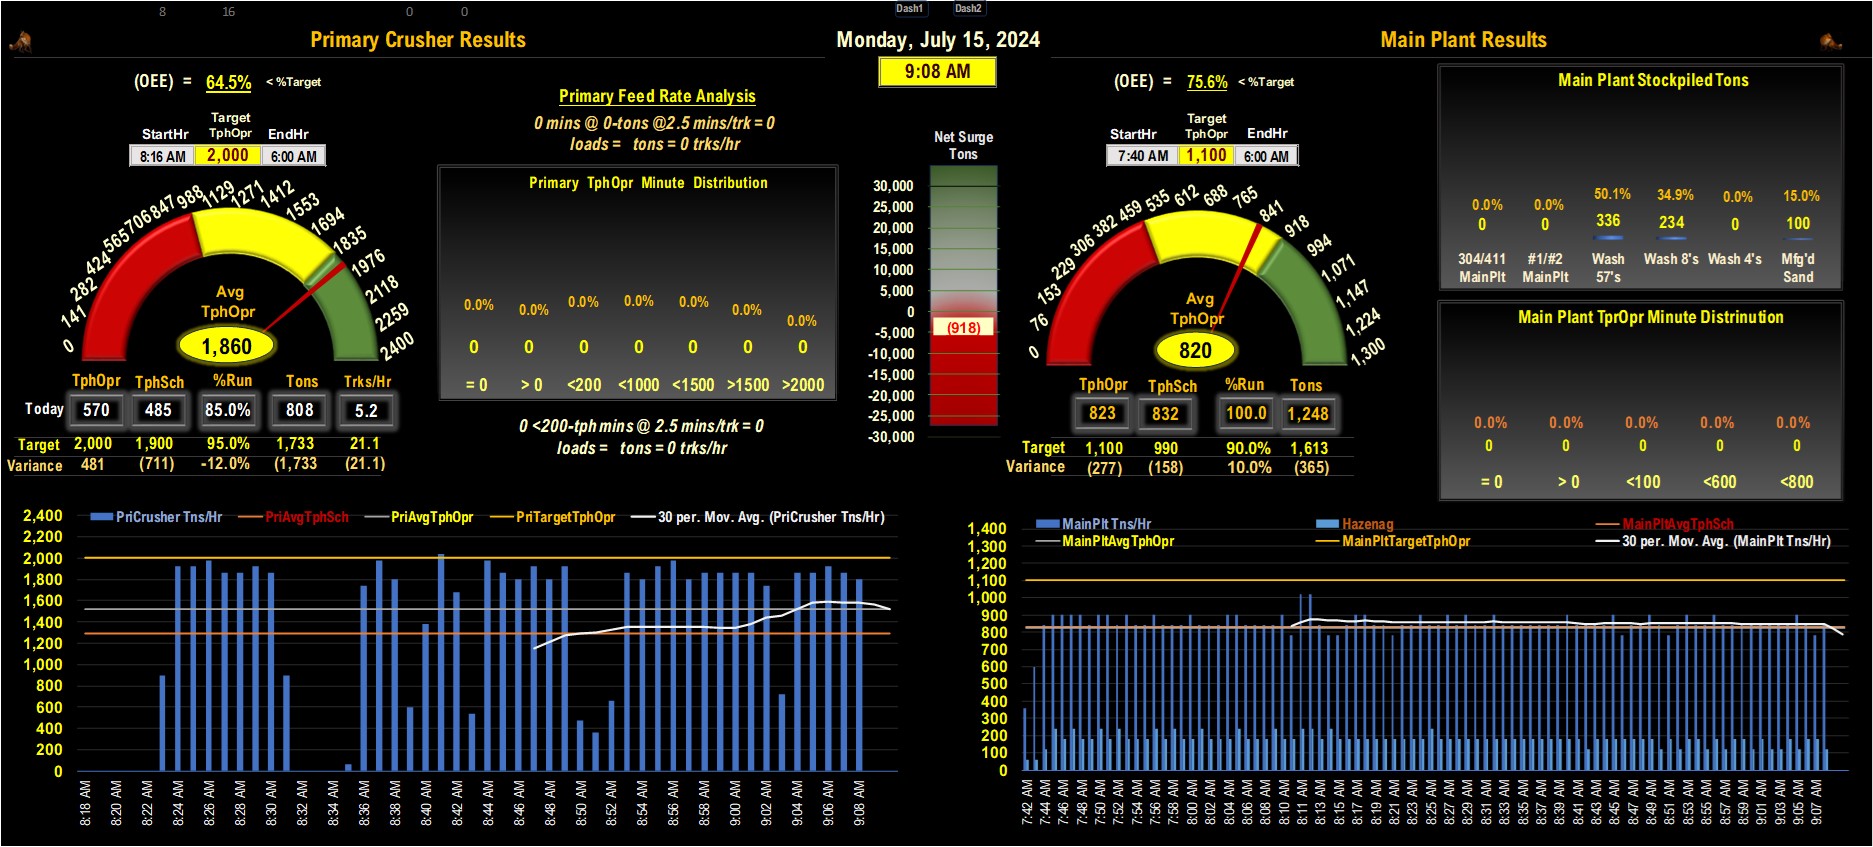 8 16 0 0 Dash1 Dash2
Primary Crusher Results
Monday, July 15, 2024
Main Plant Results
9:08 AM
(OEE) = 64.5% < %Target
Target
StartHr TphOpr EndHr
8:16 AM 2,000 6:00 AM
0 141 282 424 565 706 847 988 1129 1271 1412 1553 1694 1835 1976 2118 2259 2400
Avg
TphOpr
1,860
TphOpr TphSch %Run Tons Trks/Hr
Today 570 485 85.0% 808 5.2
Target 2,000 1,900 95.0% 1,733 21.1
Variance 481 (711) -12.0% (1,733 (21.1)
Primary Feed Rate Analysis
0 mins @ 0-tons @2.5 mins/trk = 0
loads = tons = 0 trks/hr
Primary TphOpr Minute Distribution
0.0% 0.0% 0.0% 0.0% 0.0% 0.0% 0.0%
0 0 0 0 0 0 0
= 0 > 0 <200 <1000 <1500 >1500 >2000
0 <200-tph mins @ 2.5 mins/trk = 0
loads = tons = 0 trks/hr
Net Surge
Tons
30,000
25,000
20,000
15,000
10,000
5,000
0
(918)
-5,000
-10,000
-15,000
-20,000
-25,000
-30,000
(OEE) = 75.6% < %Target
Target
StartHr TphOpr EndHr
7:40 AM 1,100 6:00 AM
0 76 153 229 306 382 459 535 612 688 765 841 918 994 1,071 1,147 1,224 1,300
Avg
TphOpr
820
TphOpr TphSch %Run Tons
823 832 100.0 1,248
Target 1,100 990 90.0% 1,613
Variance (277) (158) 10.0% (365)
Main Plant Stockpiled Tons
0.0% 0.0% 50.1% 34.9% 0.0% 15.0%
0 0 336 234 0 100
304/411 #1/#2 Wash Wash 8's Wash 4's Mfg'd
MainPlt MainPlt 57's Sand
Main Plant TprOpr Minute Distrinution
0.0% 0.0% 0.0% 0.0% 0.0%
0 0 0 0 0
= 0 > 0 <100 <600 <800
PriCrusher Tns/Hr PriAvgTphSch PriAvgTphOpr PriTargetTphOpr 30 per. Mov. Avg. (PriCrusher Tns/Hr)
2,400
2,200
2,000
1,800
1,600
1,400
1,200
1,000
800
600
400
200
0
8:18 AM 8:20 AM 8:22 AM 8:24 AM 8:26 AM 8:28 AM 8:30 AM 8:32 AM 8:34 AM 8:36 AM 8:38 AM 8:40 AM 8:42 AM 8:44 AM 8:46 AM 8:48 AM 8:50 AM 8:52 AM 8:54 AM 8:56 AM 8:58 AM 9:00 AM 9:02 AM 9:04 AM 9:06 AM 9:08 AM
MainPlt Tns/Hr Hazenag MainPltAvgTphSch
MainPltAvgTphOpr MainPltTargetTphOpr 30 per. Mov. Avg. (MainPlt Tns/Hr)
1,400
1,300
1,200
1,100
1,000
900
800
700
600
500
400
300
200
100
0
7:42 AM 7:44 AM 7:46 AM 7:48 AM 7:50 AM 7:52 AM 7:54 AM 7:56 AM 7:58 AM 8:00 AM 8:02 AM 8:04 AM 8:06 AM 8:08 AM 8:10 AM 8:11 AM 8:13 AM 8:15 AM 8:17 AM 8:19 AM 8:21 AM 8:23 AM 8:25 AM 8:27 AM 8:29 AM 8:31 AM 8:33 AM 8:35 AM 8:37 AM 8:39 AM 8:41 AM 8:43 AM 8:45 AM 8:47 AM 8:49 AM 8:51 AM 8:53 AM 8:55 AM 8:57 AM 8:59 AM 9:01 AM 9:03 AM 9:05 AM 9:07 AM